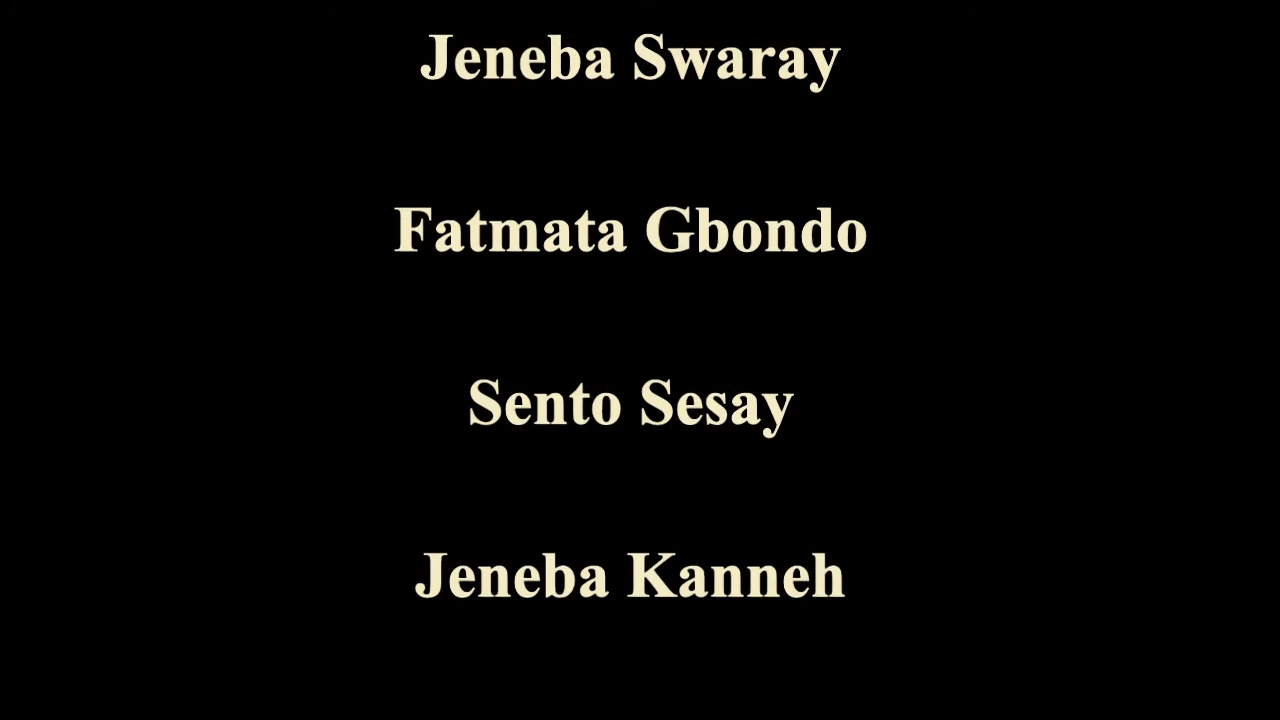 Jeneba Swaray
Fatmata Gbondo
Sento Sesay
Jeneba Kanneh